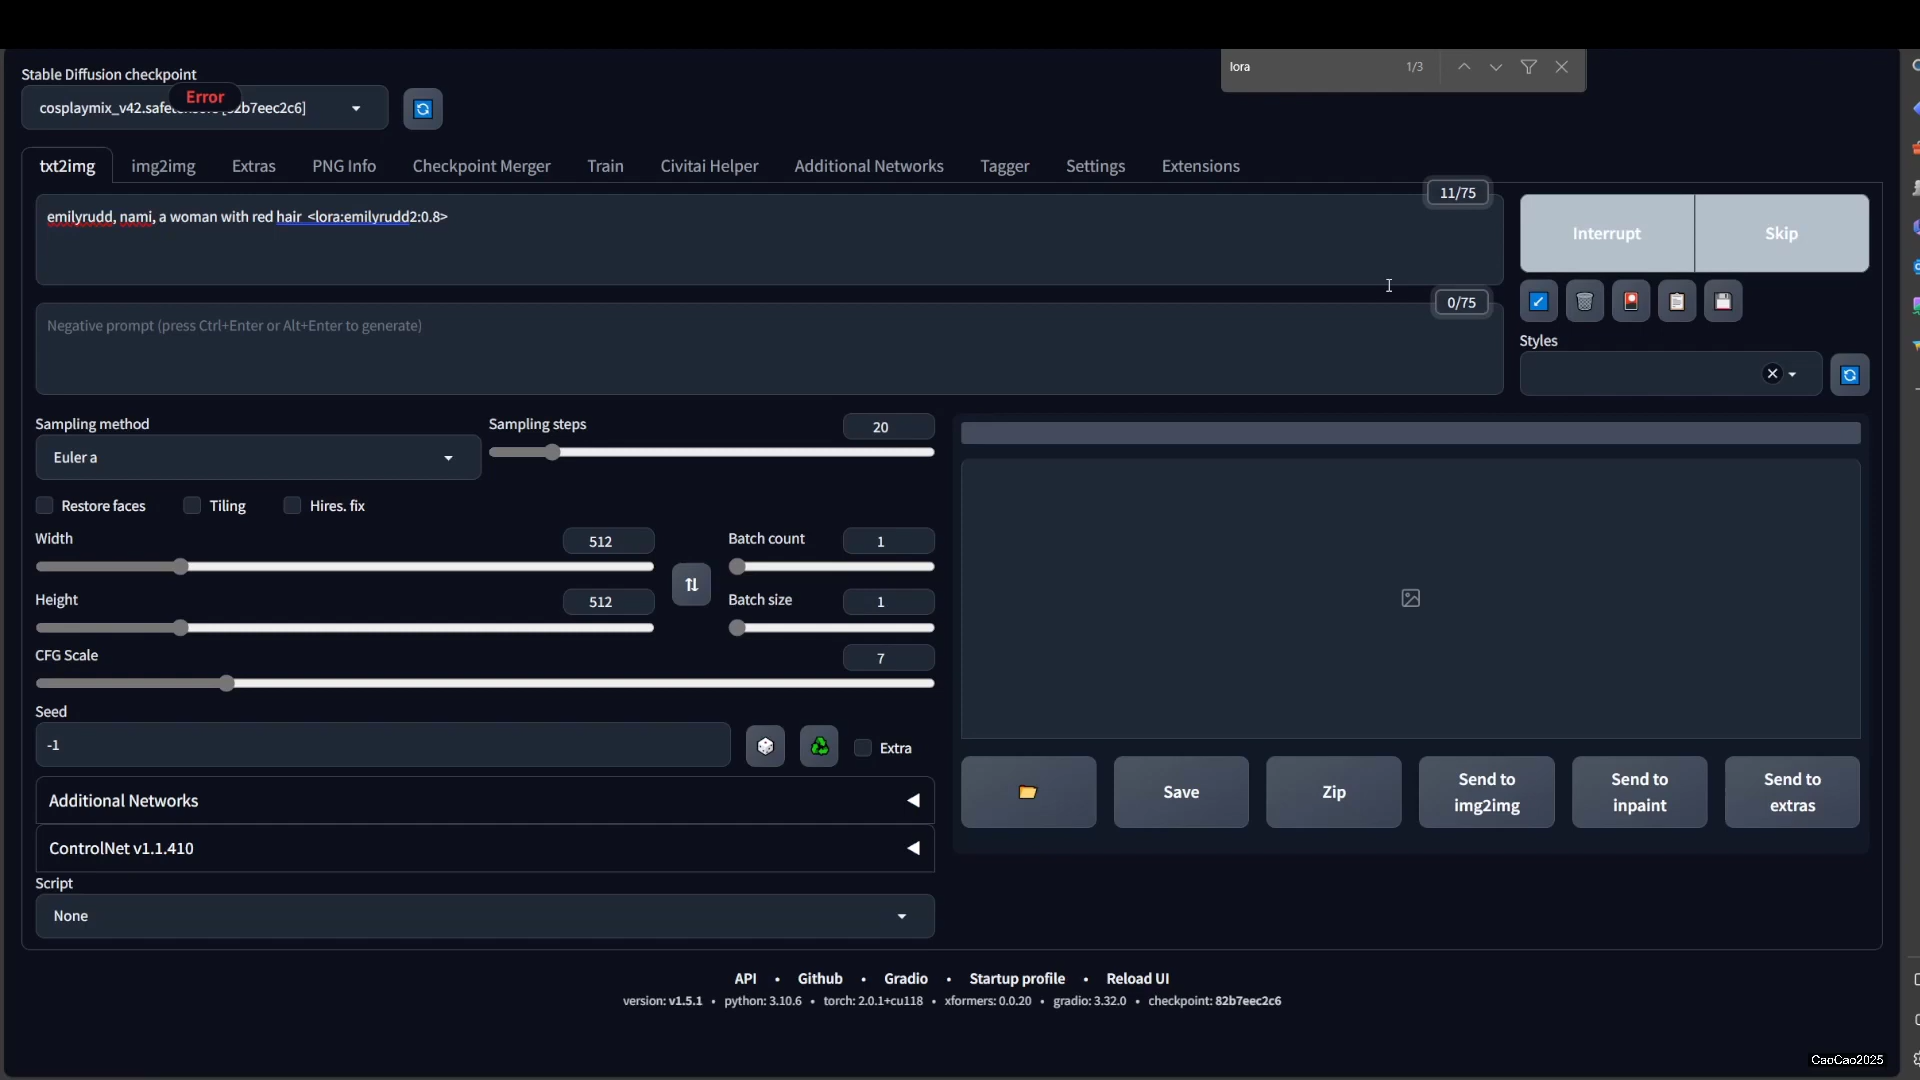 lora 1/3
Stable Diffusion checkpoint
Error
cosplaymix_v42.safetensors [82b7eec2c6]
txt2img img2img Extras PNG Info Checkpoint Merger Train Civitai Helper Additional Networks Tagger Settings Extensions
11/75
emilyrudd, nami, a woman with red hair <lora:emilyrudd2:0.8>
Interrupt Skip
0/75
Negative prompt (press Ctrl+Enter or Alt+Enter to generate)
Styles
Sampling method
Euler a
Sampling steps 20
Restore faces Tiling Hires. fix
Width 512
Batch count 1
Height 512
Batch size 1
CFG Scale 7
Seed
-1
Extra
Additional Networks
ControlNet v1.1.410
Script
None
Save
Zip
Send to
img2img
Send to
inpaint
Send to
extras
API • Github • Gradio • Startup profile • Reload UI
version: v1.5.1 • python: 3.10.6 • torch: 2.0.1+cu118 • xformers: 0.0.20 • gradio: 3.32.0 • checkpoint: 82b7eec2c6
CaoCao2025